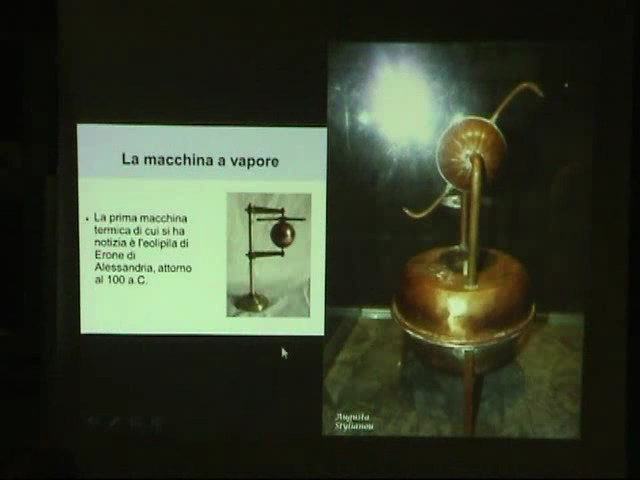 La macchina a vapore
La prima macchina
termica di cui si ha
notizia è l'eolipila di
Erone di
Alessandria, attorno
al 100 a.C.
Augusta
Stylianou